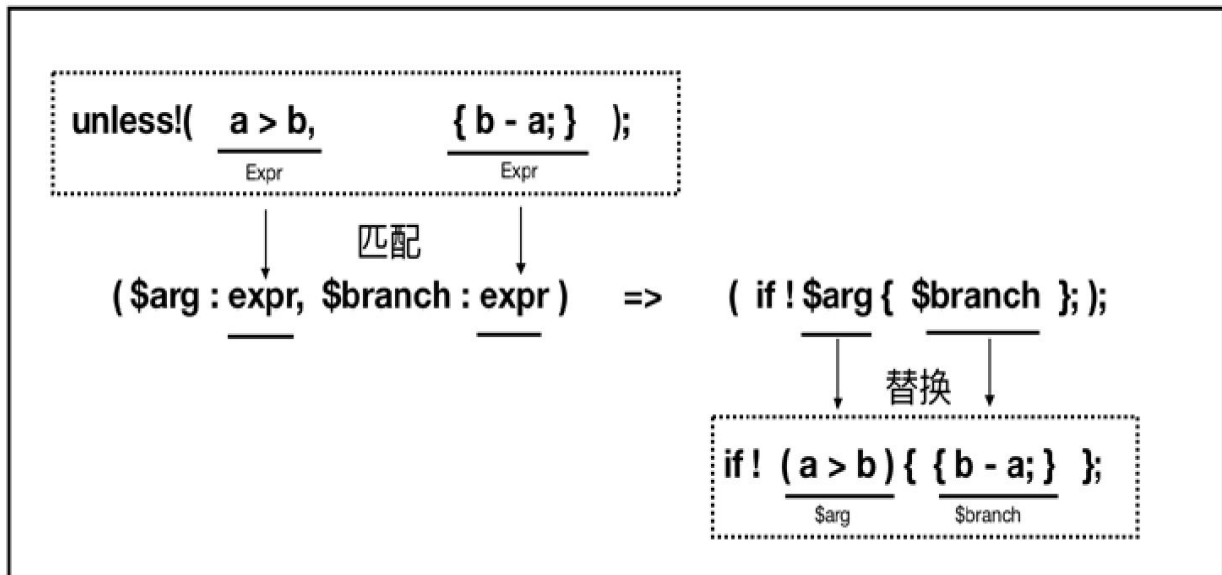 unless!( a > b, { b - a; } );
Expr Expr
匹配
( $arg : expr, $branch : expr ) => ( if ! $arg { $branch }; );
替换
if ! ( a > b ) { { b - a; } };
$arg $branch